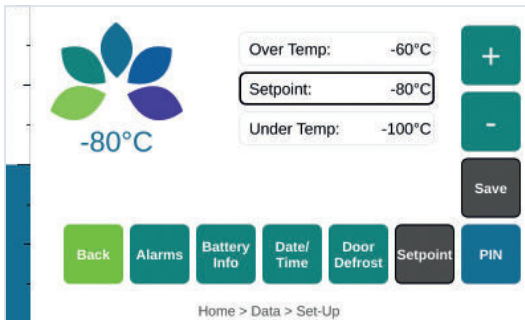 Over Temp: -60°C
+
Setpoint: -80°C
-80°C
Under Temp: -100°C
-
Save
Back
Alarms
Battery
Info
Date/
Time
Door
Defrost
Setpoint
PIN
Home > Data > Set-Up